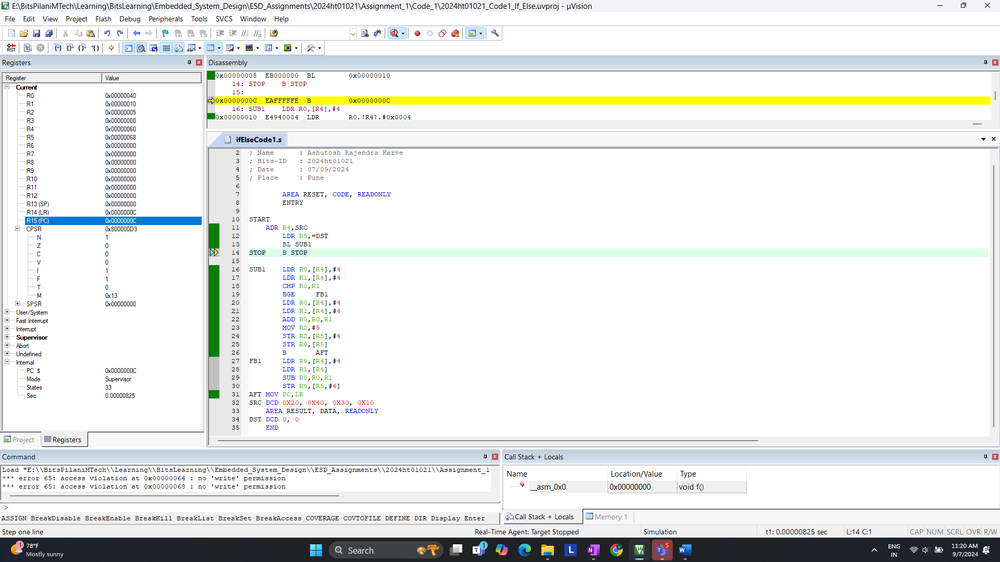 E:\BitsPilaniMTech\Learning\BitsLearning\Embedded_System_Design\ESD_Assignments\2024ht01021\Assignment_1\Code_1\2024ht01021_Code1_If_Else.uvproj - µVision
File Edit View Project Flash Debug Peripherals Tools SVCS Window Help
RST
Registers
Register Value
Current
R0 0x00000040
R1 0x00000010
R2 0x00000005
R3 0x00000000
R4 0x00000060
R5 0x00000068
R6 0x00000000
R7 0x00000000
R8 0x00000000
R9 0x00000000
R10 0x00000000
R11 0x00000000
R12 0x00000000
R13 (SP) 0x00000000
R14 (LR) 0x0000000C
R15 (PC) 0x0000000C
CPSR 0x800000D3
N 1
Z 0
C 0
V 0
I 1
F 1
T 0
M 0x13
SPSR 0x00000000
User/System
Fast Interrupt
Interrupt
Supervisor
Abort
Undefined
Internal
PC $ 0x0000000C
Mode Supervisor
States 33
Sec 0.00000825
Project Registers
Disassembly
0x00000008 EB000000 BL 0x00000010
14: STOP B STOP
15:
0x0000000C EAFFFFFE B 0x0000000C
16: SUB1 LDR R0,[R4],#4
0x00000010 E4940004 LDR R0,[R4],#0x0004
ifElseCode1.s
2 ; Name : Ashutosh Rajendra Karve
3 ; Bits-ID : 2024ht01021
4 ; Date : 07/09/2024
5 ; Place : Pune
6
7 AREA RESET, CODE, READONLY
8 ENTRY
9
10 START
11 ADR R4,SRC
12 LDR R5,=DST
13 BL SUB1
14 STOP B STOP
15
16 SUB1 LDR R0,[R4],#4
17 LDR R1,[R4],#4
18 CMP R0,R1
19 BGE FB1
20 LDR R0,[R4],#4
21 LDR R1,[R4],#4
22 ADD R0,R0,R1
23 MOV R2,#5
24 STR R2,[R5],#4
25 STR R0,[R5]
26 B AFT
27 FB1 LDR R0,[R4],#4
28 LDR R1,[R4]
29 SUB R0,R0,R1
30 STR R0,[R5,#4]
31 AFT MOV PC,LR
32 SRC DCD 0X20, 0X40, 0X30, 0X10
33 AREA RESULT, DATA, READONLY
34 DST DCD 0, 0
35 END
Command
Load "E:\\BitsPilaniMTech\\Learning\\BitsLearning\\Embedded_System_Design\\ESD_Assignments\\2024ht01021\\Assignment_1
*** error 65: access violation at 0x00000064 : no 'write' permission
*** error 65: access violation at 0x00000068 : no 'write' permission
>
ASSIGN BreakDisable BreakEnable BreakKill BreakList BreakSet BreakAccess COVERAGE COVTOFILE DEFINE DIR Display Enter
Call Stack + Locals
Name Location/Value Type
__asm_0x0 0x00000000 void f()
Call Stack + Locals Memory 1
Step one line Real-Time Agent: Target Stopped Simulation t1: 0.00000825 sec L:14 C:1 CAP NUM SCRL OVR R/W
1 78°F
Mostly sunny
Search
1
5
ENG
IN
11:20 AM
9/7/2024